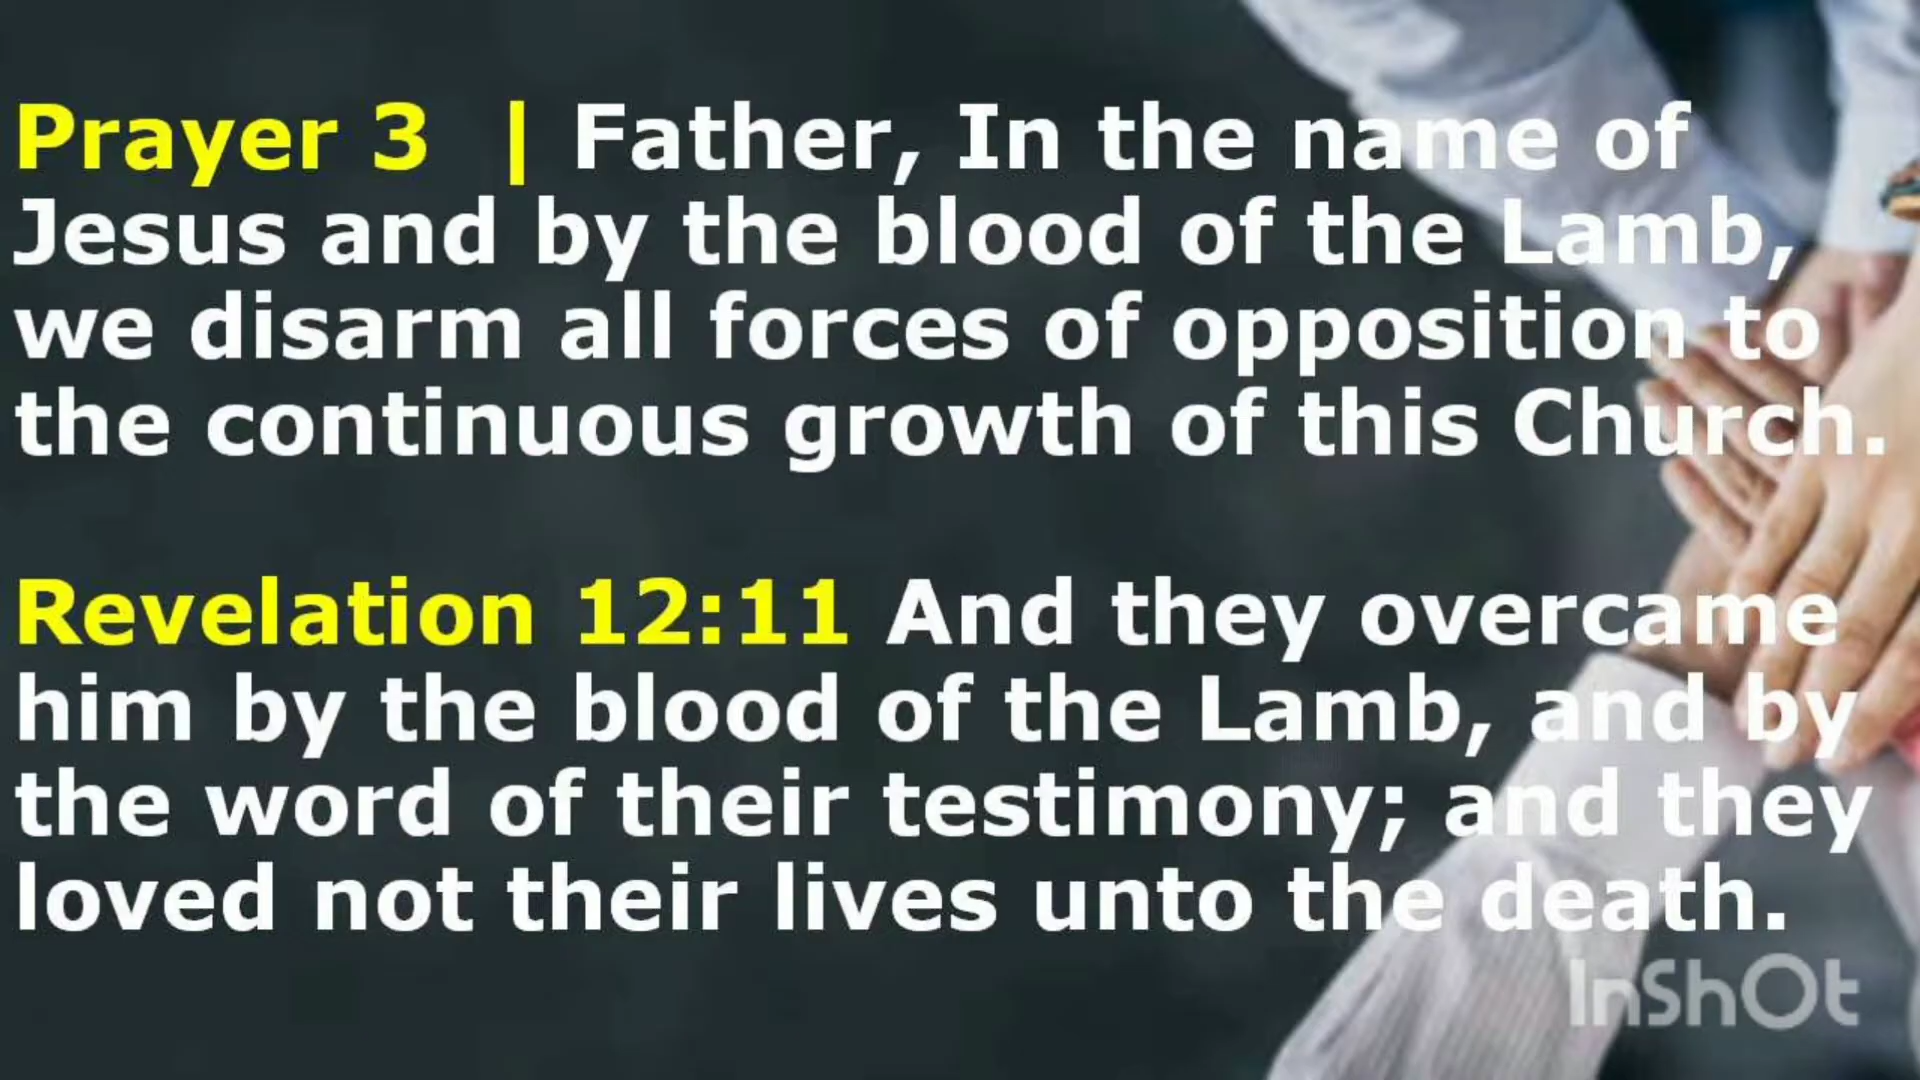 Prayer 3 | Father, In the name of
Jesus and by the blood of the Lamb,
we disarm all forces of opposition to
the continuous growth of this Church.
Revelation 12:11 And they overcame
him by the blood of the Lamb, and by
the word of their testimony; and they
loved not their lives unto the death.
InShOt